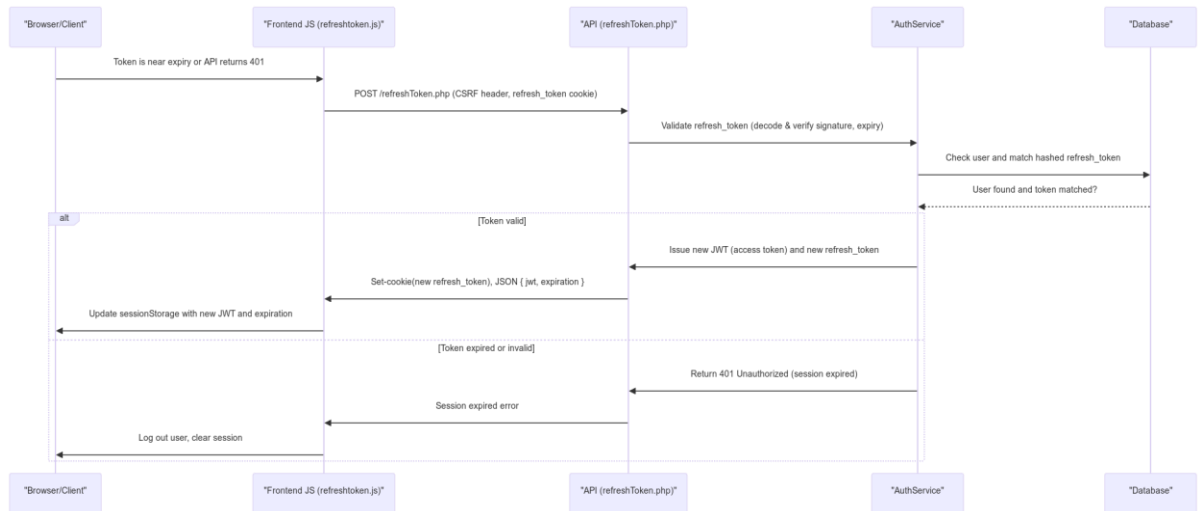 "Browser/Client"
"Frontend JS (refreshtoken.js)"
"API (refreshToken.php)"
"AuthService"
"Database"
Token is near expiry or API returns 401
POST /refreshToken.php (CSRF header, refresh_token cookie)
Validate refresh_token (decode & verify signature, expiry)
Check user and match hashed refresh_token
User found and token matched?
alt
[Token valid]
Issue new JWT (access token) and new refresh_token
Set-cookie(new refresh_token), JSON { jwt, expiration }
Update sessionStorage with new JWT and expiration
[Token expired or invalid]
Return 401 Unauthorized (session expired)
Session expired error
Log out user, clear session
"Browser/Client"
"Frontend JS (refreshtoken.js)"
"API (refreshToken.php)"
"AuthService"
"Database"